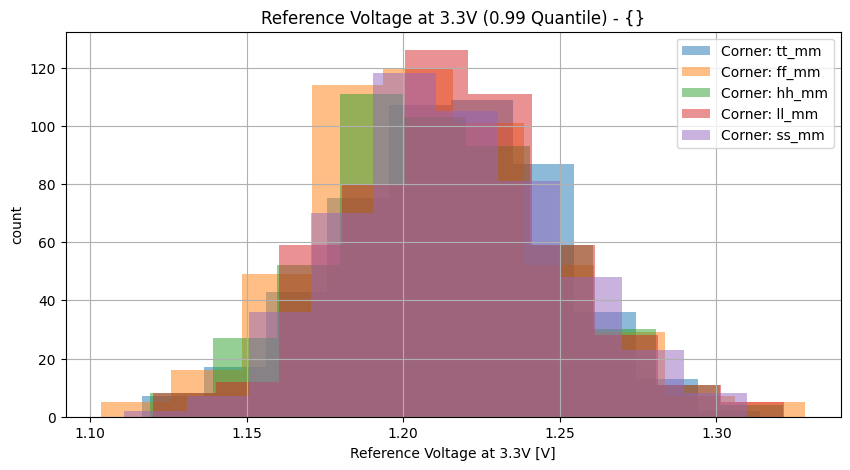 Reference Voltage at 3.3V (0.99 Quantile) - {}
Corner: tt_mm
Corner: ff_mm
Corner: hh_mm
Corner: ll_mm
Corner: ss_mm
count
120
100
80
60
40
20
0
1.10
1.15
1.20
1.25
1.30
Reference Voltage at 3.3V [V]